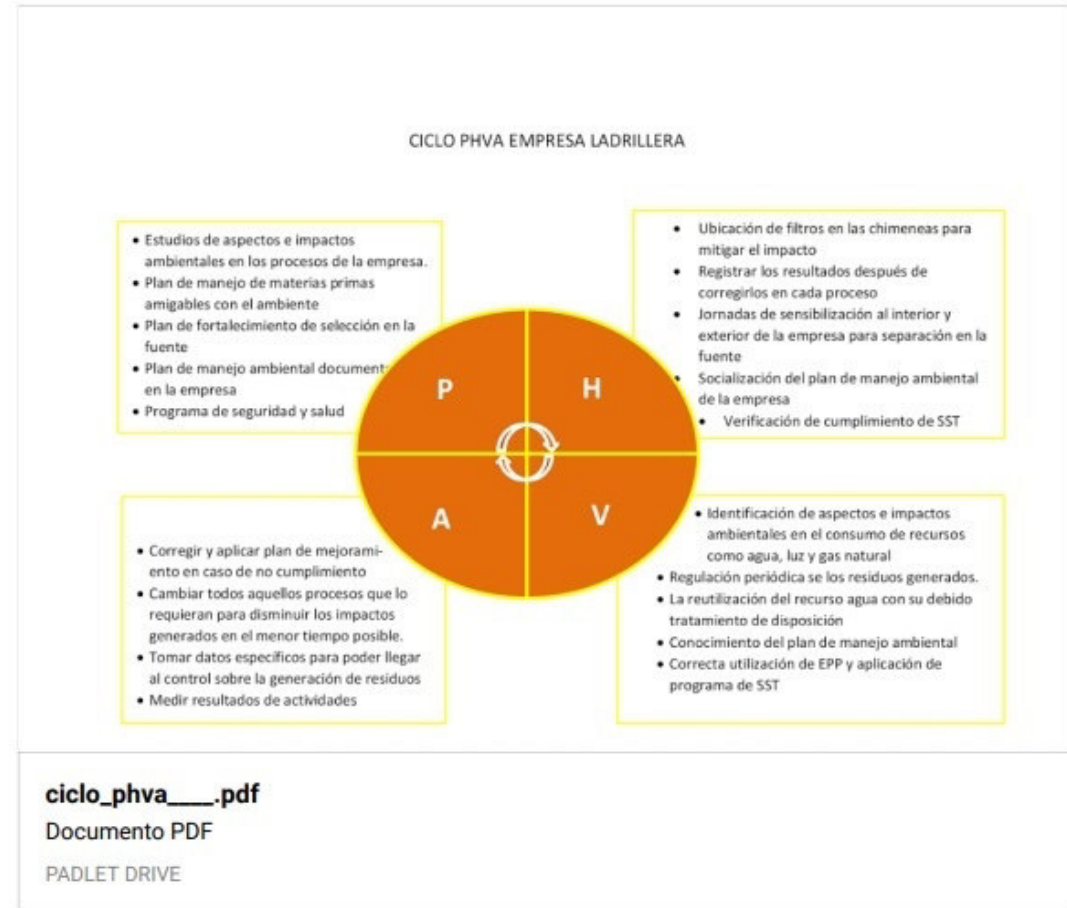 CICLO PHVA EMPRESA LADRILLERA
• Estudios de aspectos e impactos
ambientales en los procesos de la empresa.
• Plan de manejo de materias primas
amigables con el ambiente
• Plan de fortalecimiento de selección en la
fuente
• Plan de manejo ambiental document
en la empresa
• Programa de seguridad y salud
• Ubicación de filtros en las chimeneas para
mitigar el impacto
• Registrar los resultados después de
corregirlos en cada proceso
• Jornadas de sensibilización al interior y
exterior de la empresa para separación en la
fuente
• Socialización del plan de manejo ambiental
de la empresa
• Verificación de cumplimiento de SST
P
H
A
V
• Corregir y aplicar plan de mejorami-
ento en caso de no cumplimiento
• Cambiar todos aquellos procesos que lo
requieran para disminuir los impactos
generados en el menor tiempo posible.
• Tomar datos específicos para poder llegar
al control sobre la generación de residuos
• Medir resultados de actividades
• Identificación de aspectos e impactos
ambientales en el consumo de recursos
como agua, luz y gas natural
• Regulación periódica se los residuos generados.
• La reutilización del recurso agua con su debido
tratamiento de disposición
• Conocimiento del plan de manejo ambiental
• Correcta utilización de EPP y aplicación de
programa de SST
ciclo_phva____.pdf
Documento PDF
PADLET DRIVE